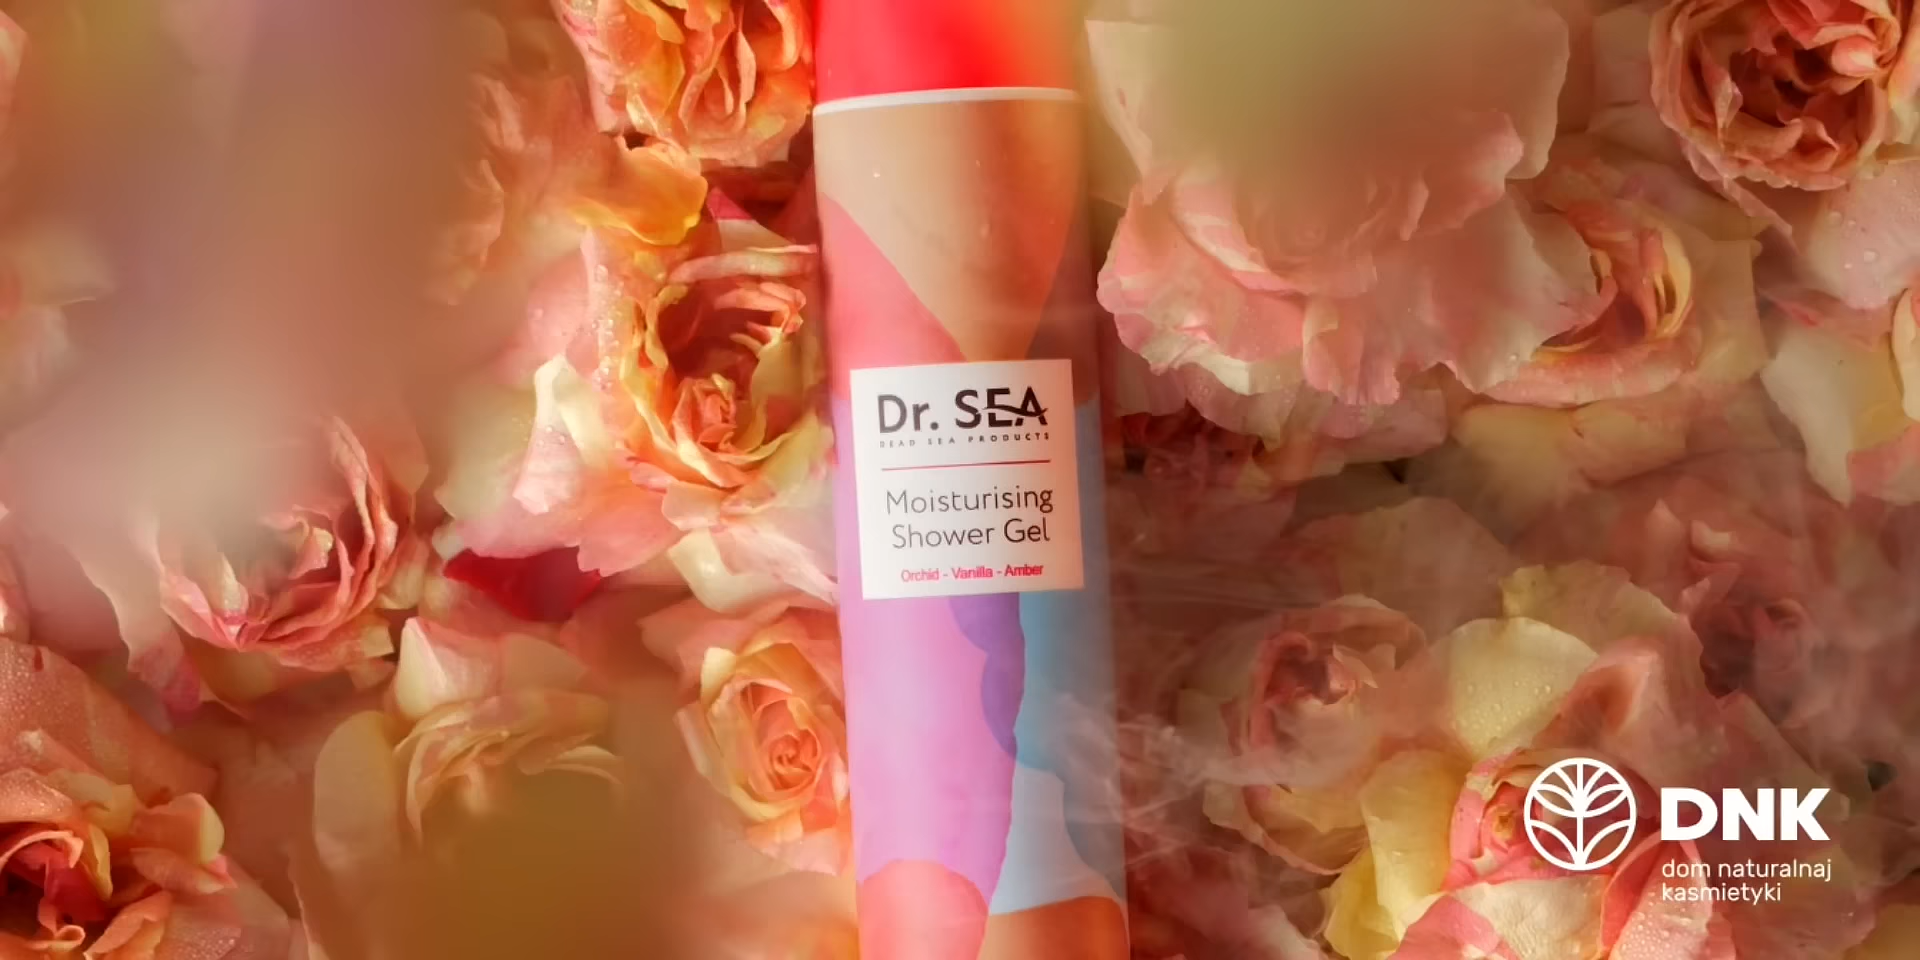 Dr. SEA
DEAD SEA PRODUCTS
Moisturising
Shower Gel
Orchid - Vanilla - Amber
DNK
dom naturalnaj
kasmietyki